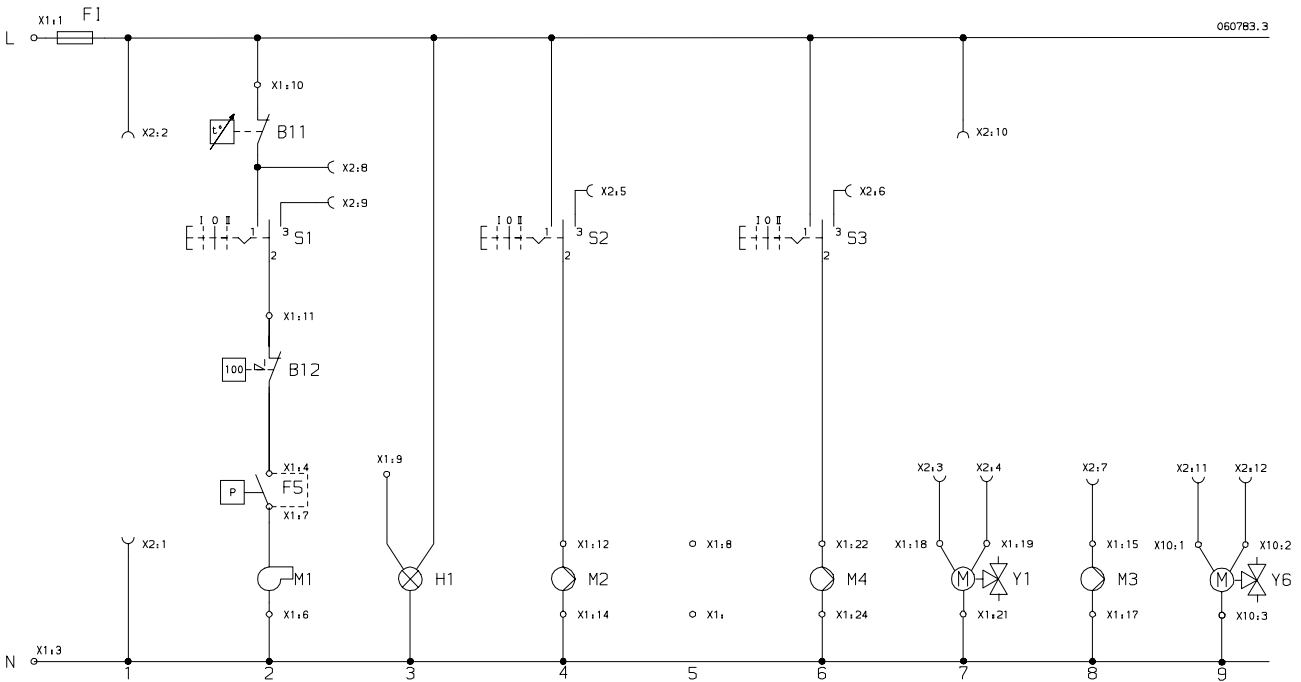 X1:1 F1
060783.3
L
X1:10
t° B11
X2:2 X2:10
X2:8
X2:9 X2:5 X2:6
I O II 1 3 S1
2
I O II 1 3 S2
2
I O II 1 3 S3
2
X1:11
100 B12
X1:9
X1:4
P F5
X1:7
X2:3 X2:4 X2:7 X2:11 X2:12
X2:1 X1:12 X1:8 X1:22 X1:18 X1:19 X1:15 X10:1 X10:2
M1 H1 M2 M4 M Y1 M3 M Y6
X1:6 X1:14 X1: X1:24 X1:21 X1:17 X10:3
X1:3
N
1 2 3 4 5 6 7 8 9